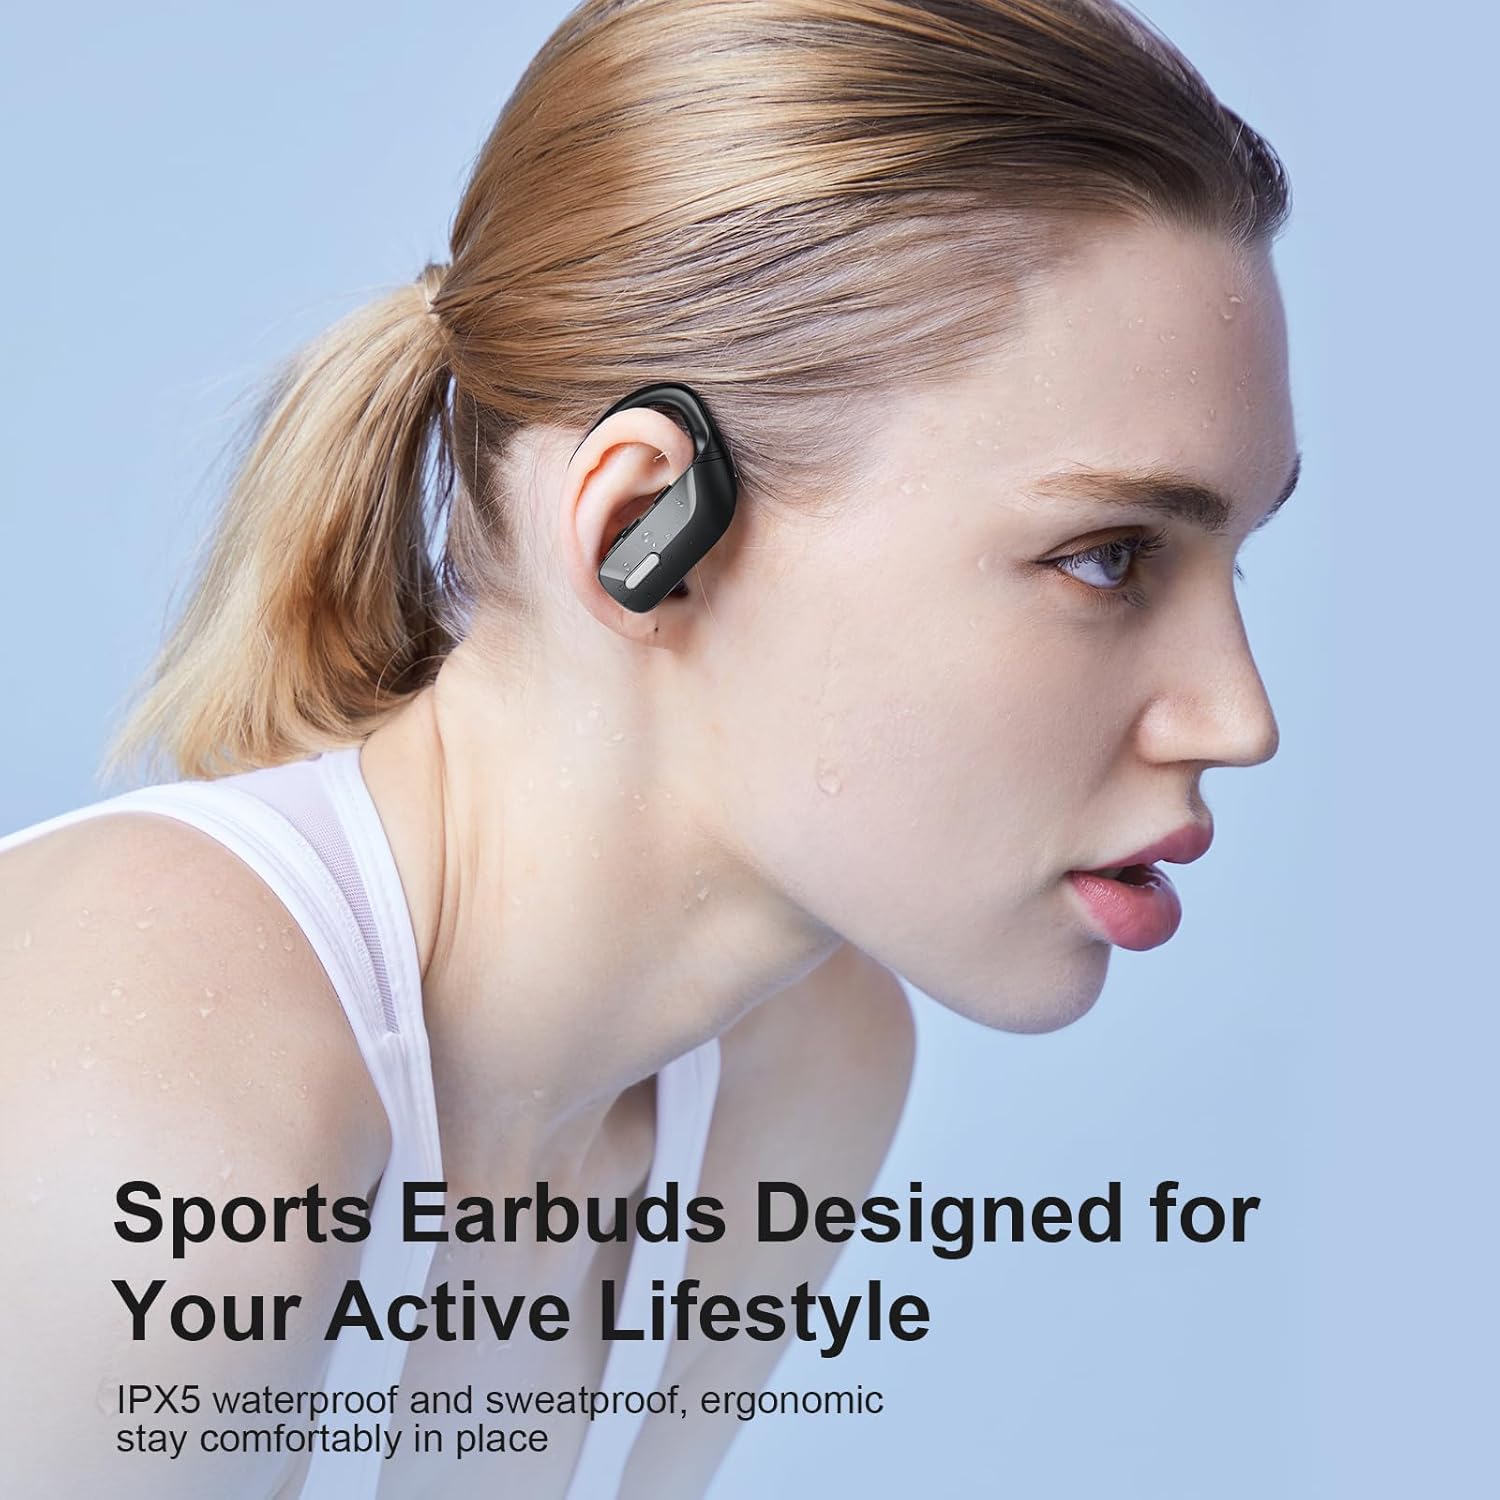 Sports Earbuds Designed for
Your Active Lifestyle
IPX5 waterproof and sweatproof, ergonomic
stay comfortably in place